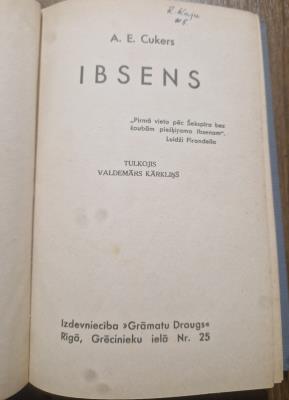 A. E. Cukers
IBSENS
„Pirmā vieta pēc Šekspira bez
šaubām piešķirama Ibsenam".
Luidži Pirandello
TULKOJIS
VALDEMĀRS KĀRKLIŅŠ
Izdevniecība »Grāmatu Draugs«
Rīgā, Grēcinieku ielā Nr. 25